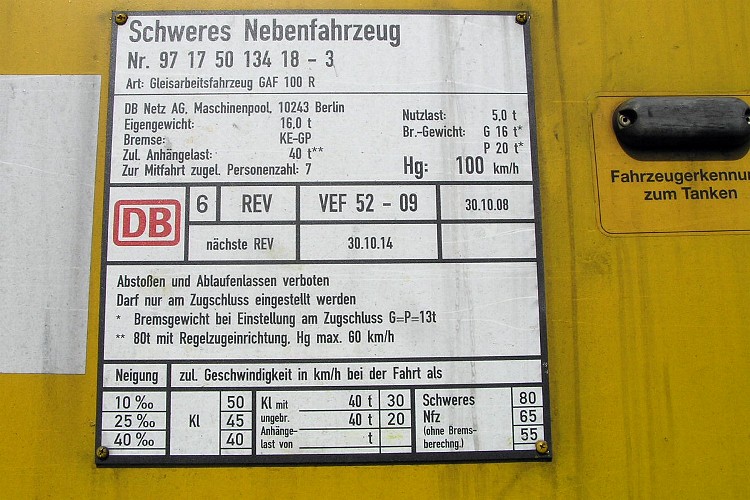 Schweres Nebenfahrzeug
Nr. 97 17 50 134 18 - 3
Art: Gleisarbeitsfahrzeug GAF 100 R
DB Netz AG, Maschinenpool, 10243 Berlin
Eigengewicht: 16,0 t
Bremse: KE-GP
Zul. Anhängelast: 40 t**
Zur Mitfahrt zugel. Personenzahl: 7
Nutzlast: 5,0 t
Br.-Gewicht: G 16 t*
P 20 t*
Hg: 100 km/h
DB 6 REV VEF 52 - 09 30.10.08
nächste REV 30.10.14
Abstoßen und Ablaufenlassen verboten
Darf nur am Zugschluss eingestellt werden
* Bremsgewicht bei Einstellung am Zugschluss G=P=13t
** 80t mit Regelzugeinrichtung, Hg max. 60 km/h
Neigung zul. Geschwindigkeit in km/h bei der Fahrt als
10 ‰ 50 Kl mit 40 t 30 Schweres 80
25 ‰ Kl 45 ungebr. 40 t 20 Nfz 65
40 ‰ 40 Anhänge- last von t (ohne Brems- berechng.) 55
Fahrzeugerkennun
zum Tanken